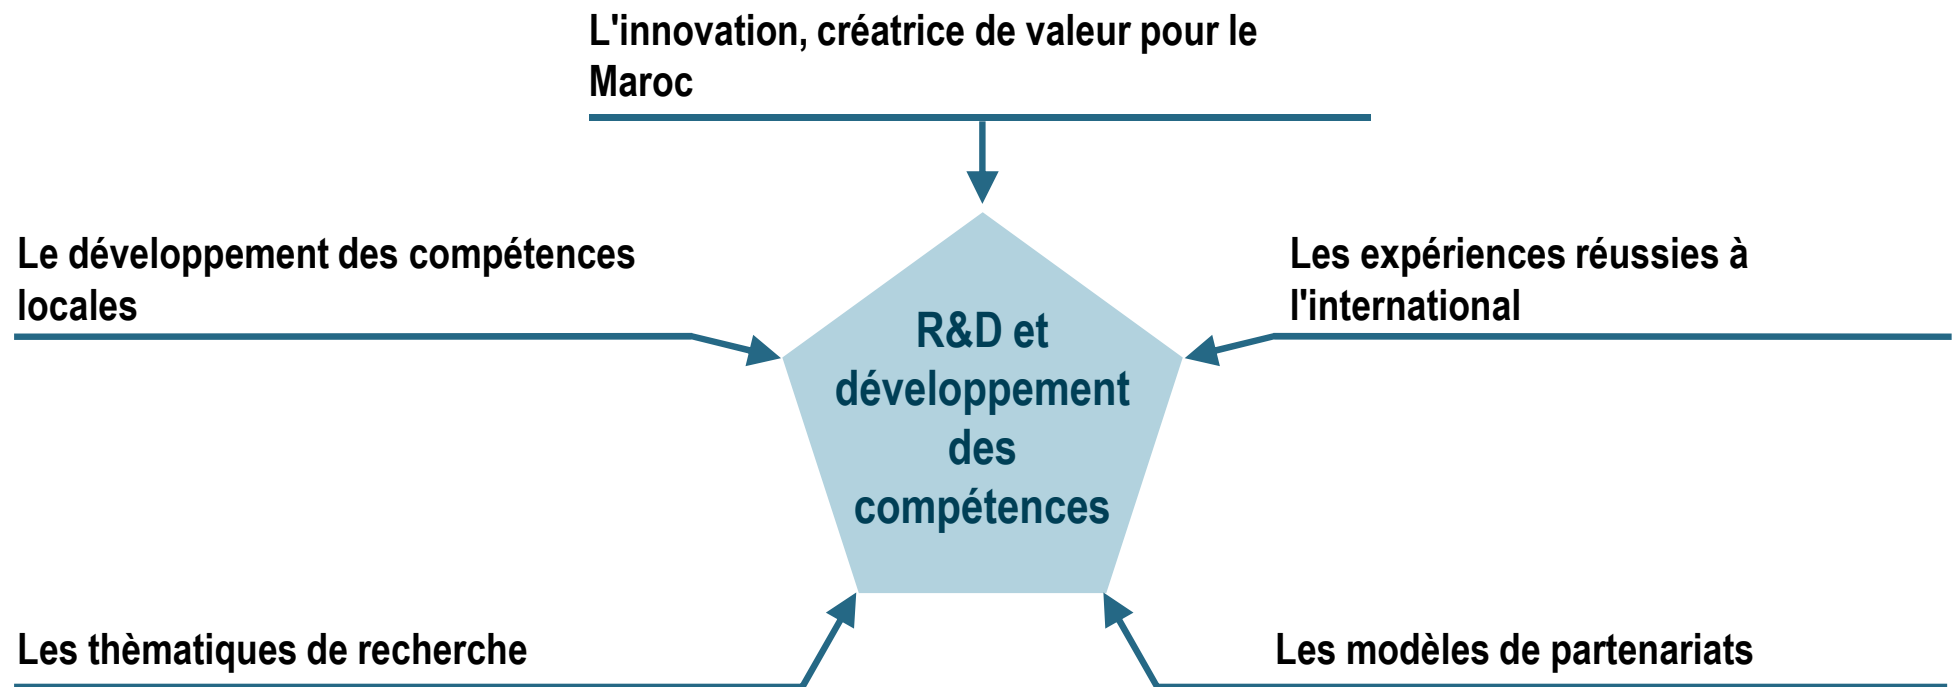 L'innovation, créatrice de valeur pour le
Maroc
Le développement des compétences
locales
Les expériences réussies à
l'international
R&D et
développement
des
compétences
Les thèmatiques de recherche
Les modèles de partenariats